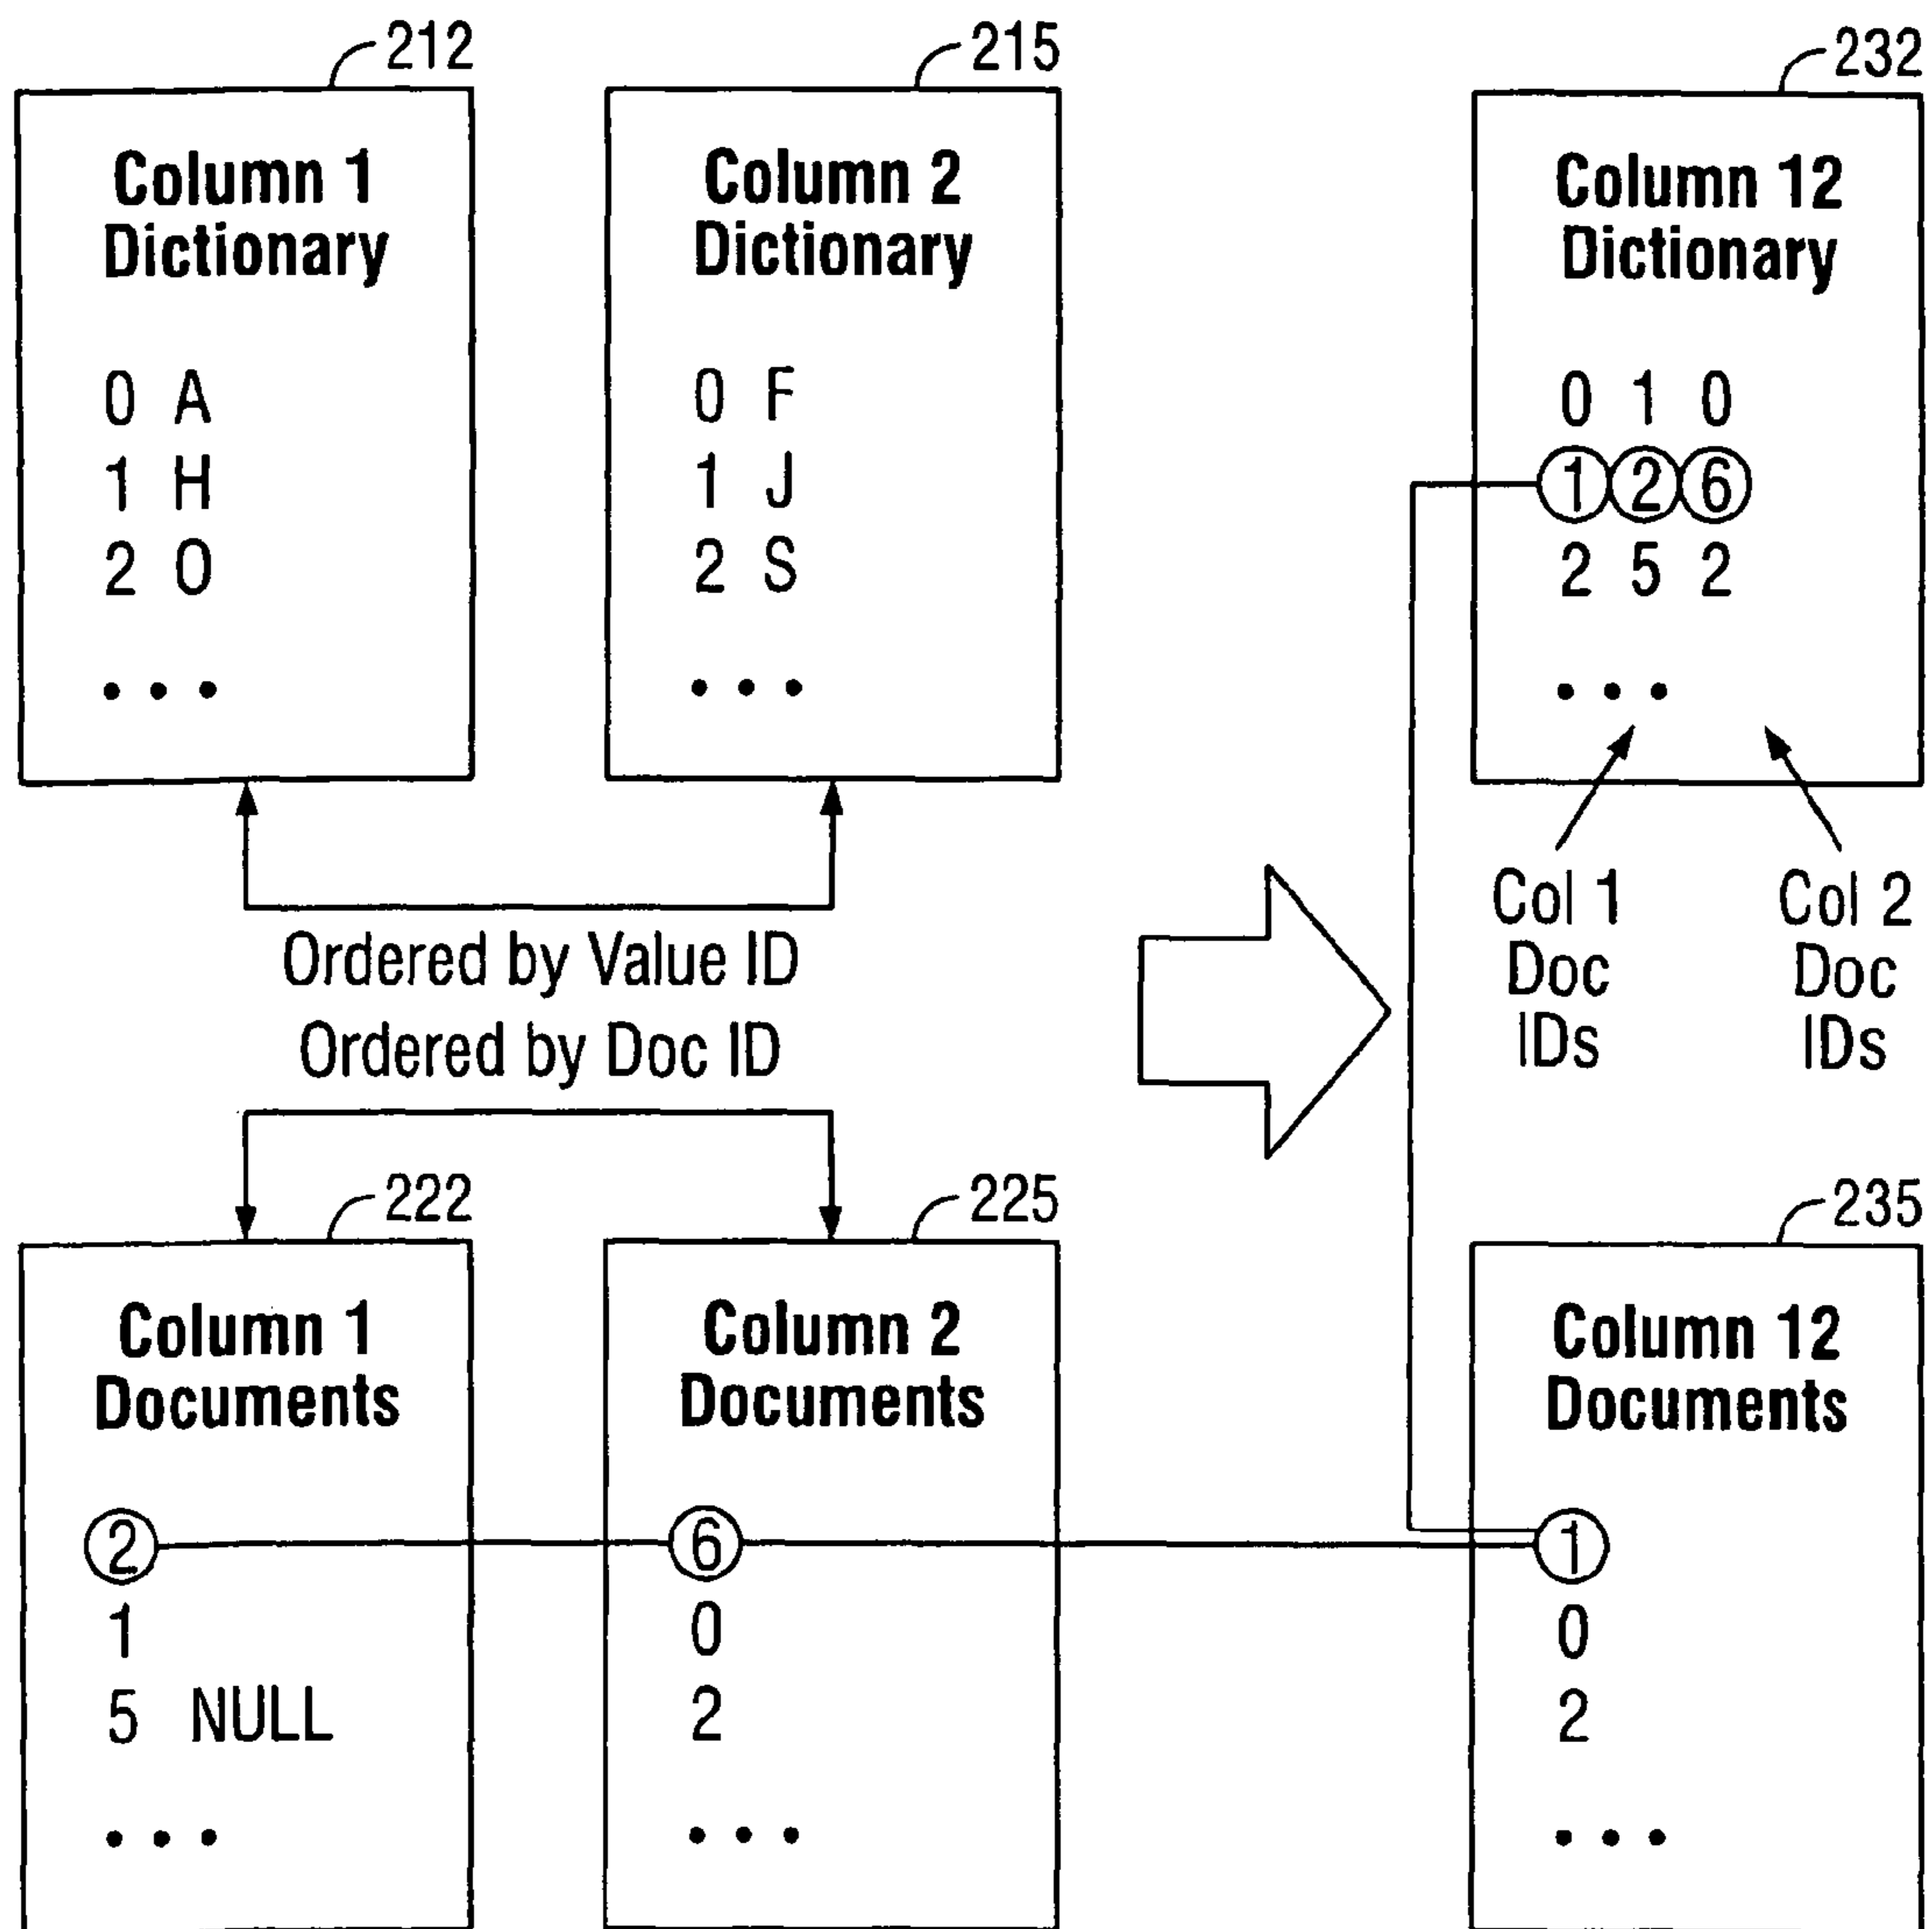 212
Column 1
Dictionary
0 A
1 H
2 O
• • •
215
Column 2
Dictionary
0 F
1 J
2 S
• • •
232
Column 12
Dictionary
0 1 0
1 2 6
2 5 2
• • •
Col 1
Doc
IDs
Col 2
Doc
IDs
Ordered by Value ID
Ordered by Doc ID
222
Column 1
Documents
2
1
5 NULL
• • •
225
Column 2
Documents
6
0
2
• • •
235
Column 12
Documents
1
0
2
• • •